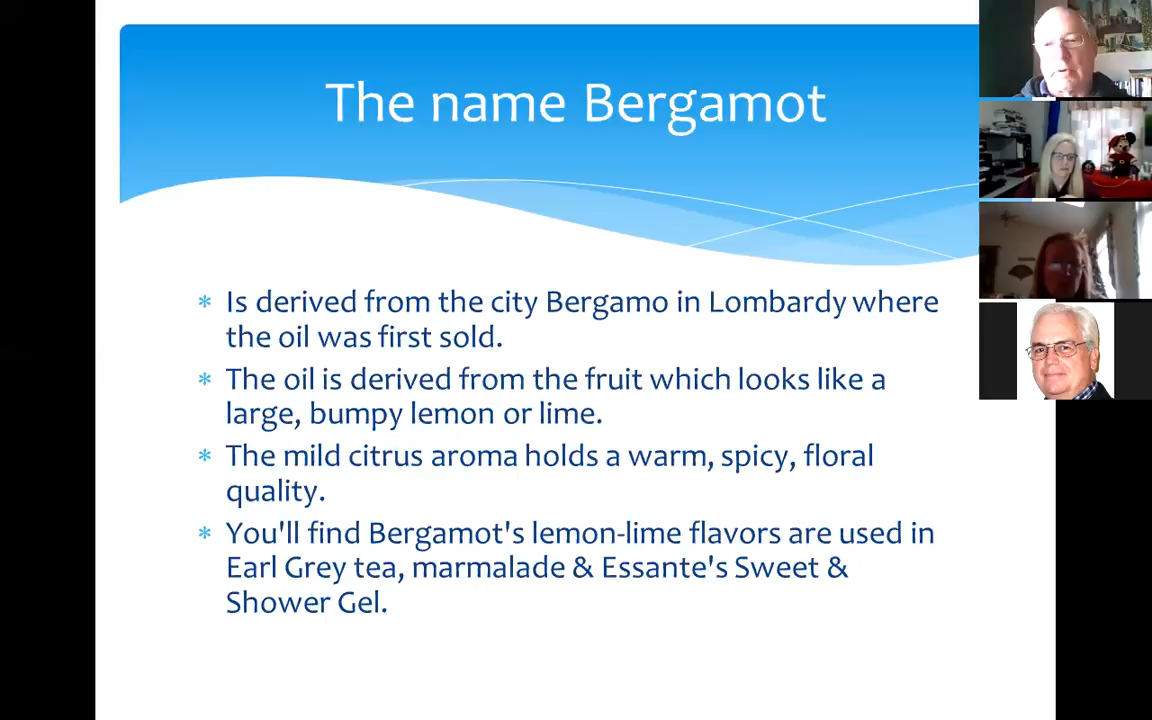 The name Bergamot
* Is derived from the city Bergamo in Lombardy where
the oil was first sold.
* The oil is derived from the fruit which looks like a
large, bumpy lemon or lime.
* The mild citrus aroma holds a warm, spicy, floral
quality.
* You'll find Bergamot's lemon-lime flavors are used in
Earl Grey tea, marmalade & Essante's Sweet &
Shower Gel.